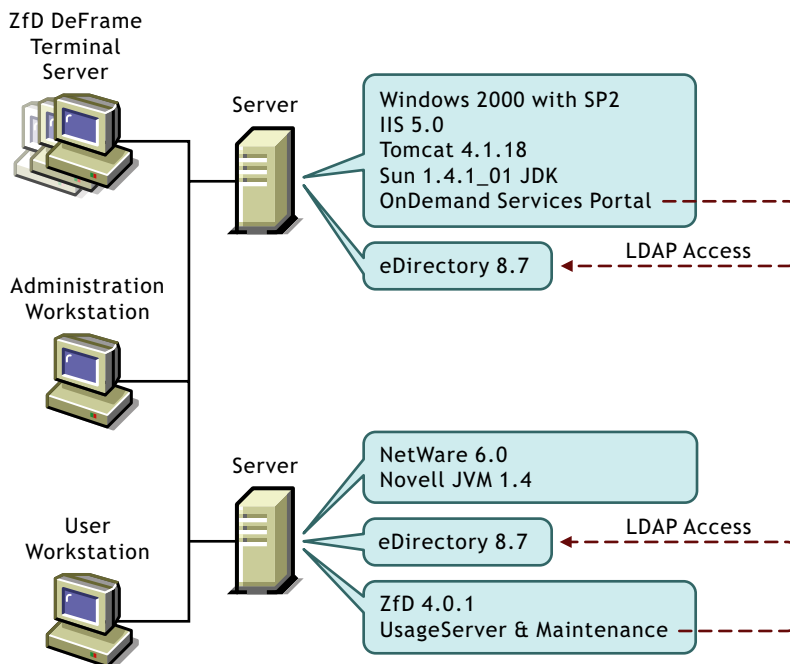 ZfD DeFrame
Terminal
Server
Server
Windows 2000 with SP2
IIS 5.0
Tomcat 4.1.18
Sun 1.4.1_01 JDK
OnDemand Services Portal
eDirectory 8.7
LDAP Access
Administration
Workstation
Server
NetWare 6.0
Novell JVM 1.4
eDirectory 8.7
LDAP Access
User
Workstation
ZfD 4.0.1
UsageServer & Maintenance